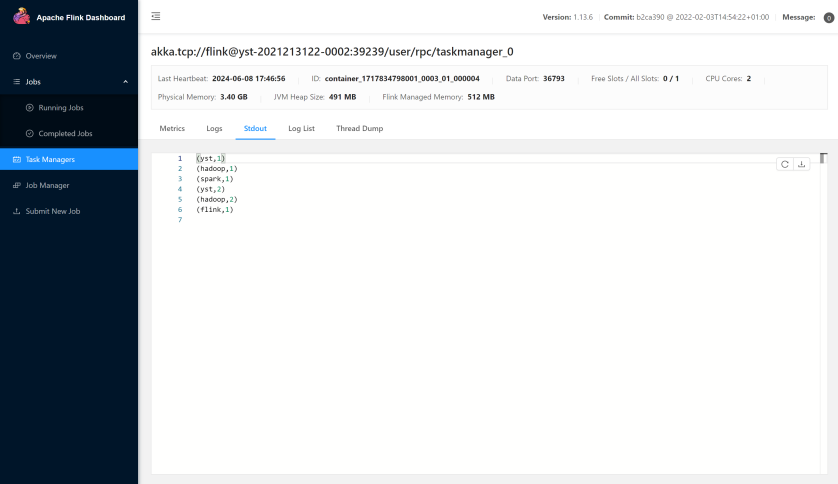 Apache Flink Dashboard
Version: 1.13.6 Commit: b2ca390 @ 2022-02-03T14:54:22+01:00 Message: 0
Overview
Jobs
Running Jobs
Completed Jobs
Task Managers
Job Manager
Submit New Job
akka.tcp://flink@yst-2021213122-0002:39239/user/rpc/taskmanager_0
Last Heartbeat: 2024-06-08 17:46:56 ID: container_1717834798001_0003_01_000004 Data Port: 36793 Free Slots / All Slots: 0 / 1 CPU Cores: 2
Physical Memory: 3.40 GB JVM Heap Size: 491 MB Flink Managed Memory: 512 MB
Metrics Logs Stdout Log List Thread Dump
1 (yst,1)
2 (hadoop,1)
3 (spark,1)
4 (yst,2)
5 (hadoop,2)
6 (flink,1)
7